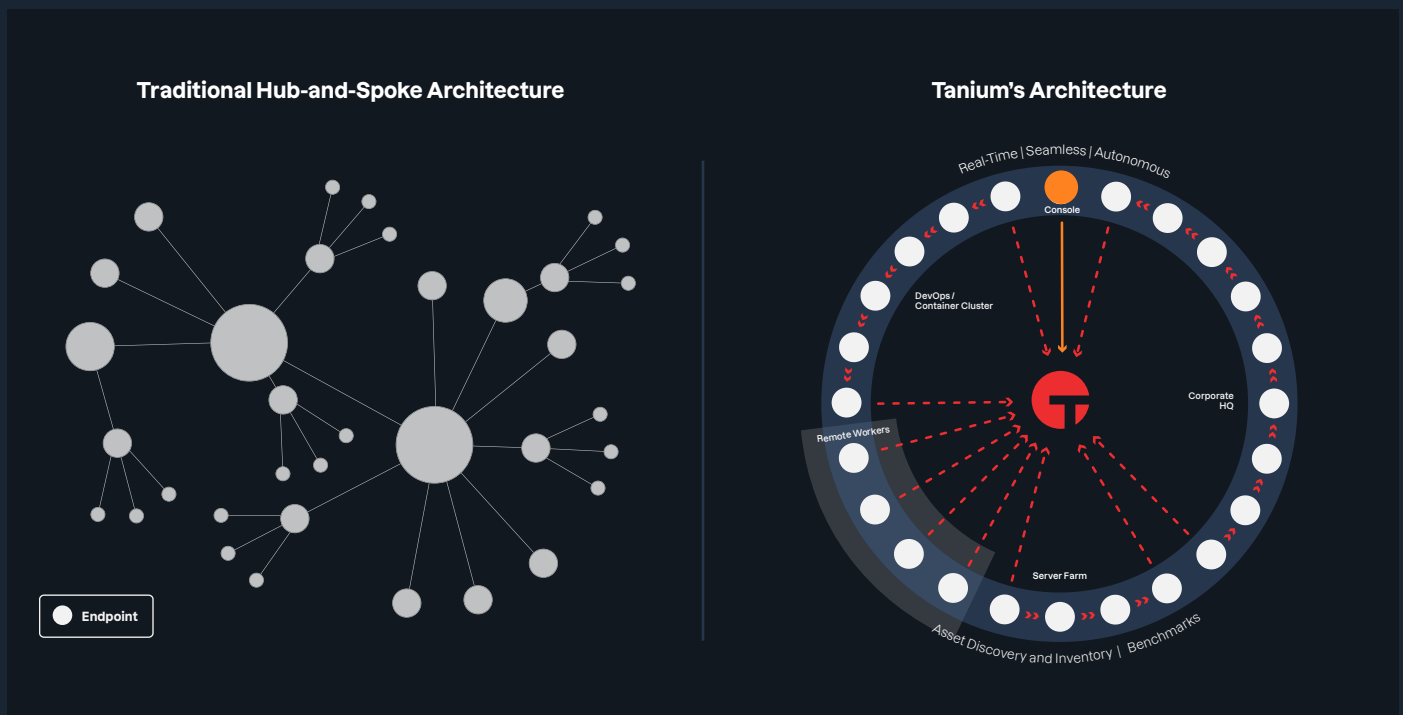 Traditional Hub-and-Spoke Architecture
Endpoint
Tanium’s Architecture
Real-Time | Seamless | Autonomous
Console
DevOps /
Container Cluster
Corporate
HQ
Remote Workers
Server Farm
Asset Discovery and Inventory | Benchmarks